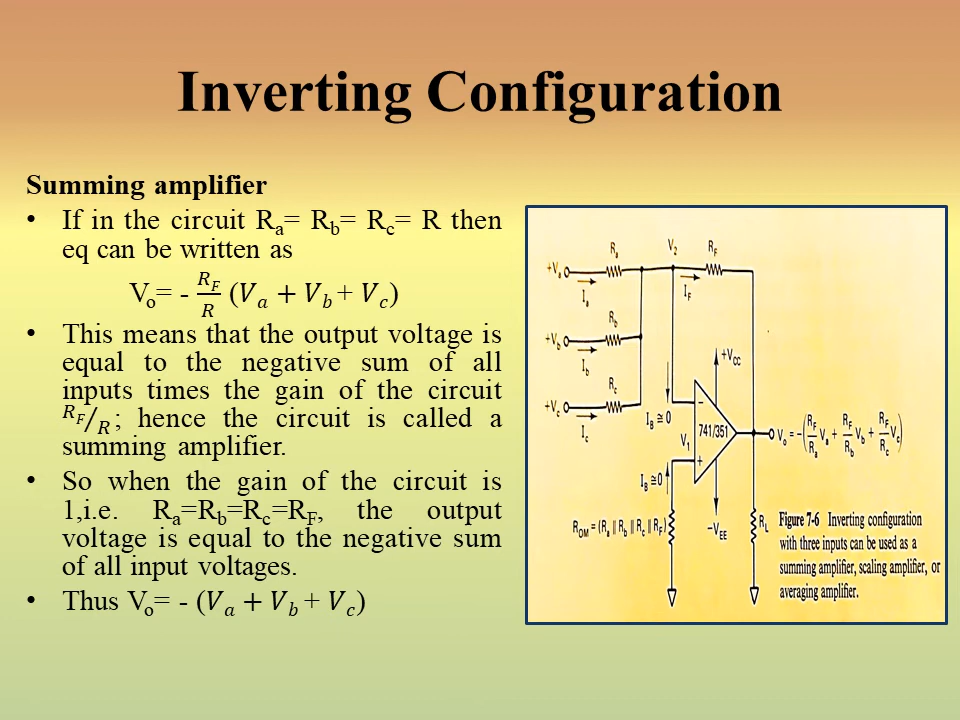 Inverting Configuration
Summing amplifier
• If in the circuit Rₐ= R_b= R_c= R then
eq can be written as
Vₒ= - R_F/R (V_a + V_b + V_c)
• This means that the output voltage is
equal to the negative sum of all
inputs times the gain of the circuit
R_F/R; hence the circuit is called a
summing amplifier.
• So when the gain of the circuit is
1,i.e. Rₐ=R_b=R_c=R_F, the output
voltage is equal to the negative sum
of all input voltages.
• Thus Vₒ= - (V_a + V_b + V_c)
R_a
V_2
R_F
+V_a
I_a
I_F
R_b
+V_b
I_b
+V_CC
R_c
+V_c
I_c
I_B ≅ 0
−
741/351
V_1
+
V_o = −(R_F/R_a V_a + R_F/R_b V_b + R_F/R_c V_c)
I_B ≅ 0
R_OM = (R_a || R_b || R_c || R_F)
−V_EE
R_L
Figure 7-6 Inverting configuration
with three inputs can be used as a
summing amplifier, scaling amplifier, or
averaging amplifier.